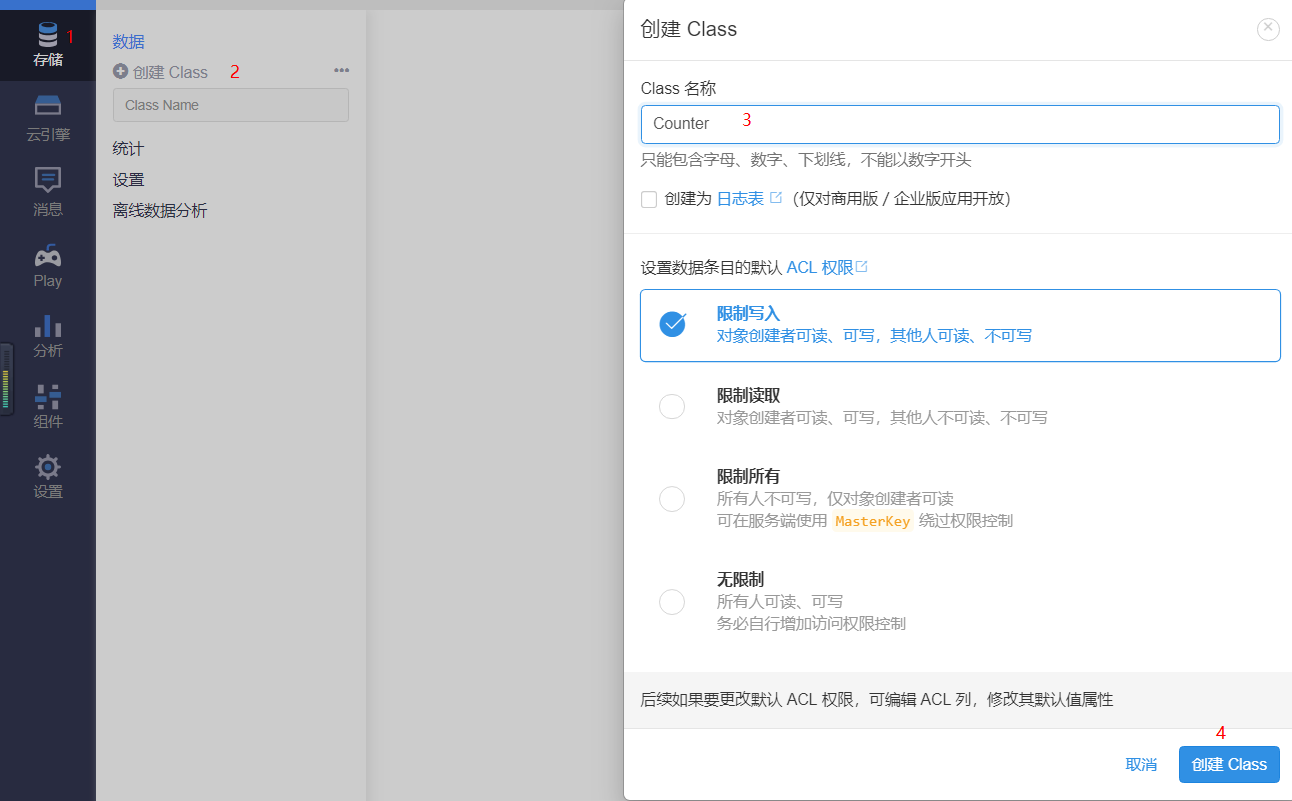 存储
1
云引擎
消息
Play
分析
组件
设置
数据
创建 Class
2
Class Name
统计
设置
离线数据分析
创建 Class
Class 名称
Counter
3
只能包含字母、数字、下划线，不能以数字开头
创建为 日志表 （仅对商用版 / 企业版应用开放）
设置数据条目的默认 ACL 权限
限制写入
对象创建者可读、可写，其他人可读、不可写
限制读取
对象创建者可读、可写，其他人不可读、不可写
限制所有
所有人不可写，仅对象创建者可读
可在服务端使用 MasterKey 绕过权限控制
无限制
所有人可读、可写
务必自行增加访问权限控制
后续如果要更改默认 ACL 权限，可编辑 ACL 列，修改其默认值属性
4
取消
创建 Class